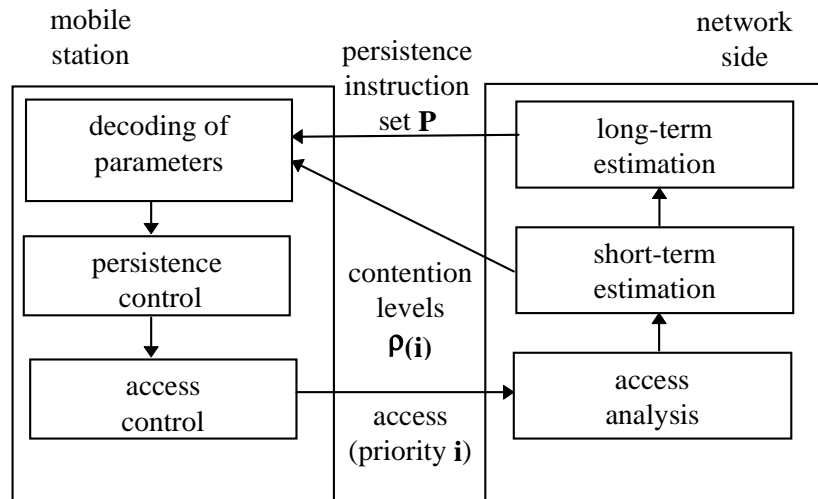 mobile
station
network
side
persistence
instruction
set P
decoding of
parameters
long-term
estimation
persistence
control
contention
levels
ρ(i)
short-term
estimation
access
control
access
(priority i)
access
analysis